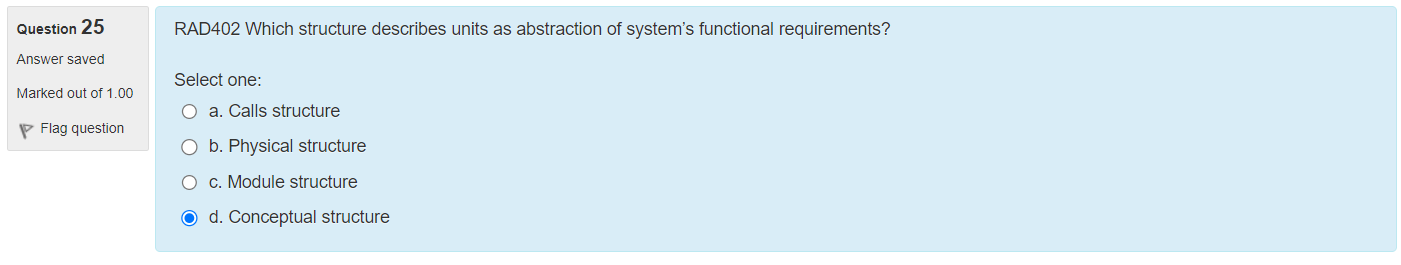 Question 25
Answer saved
Marked out of 1.00
Flag question
RAD402 Which structure describes units as abstraction of system’s functional requirements?
Select one:
a. Calls structure
b. Physical structure
c. Module structure
d. Conceptual structure